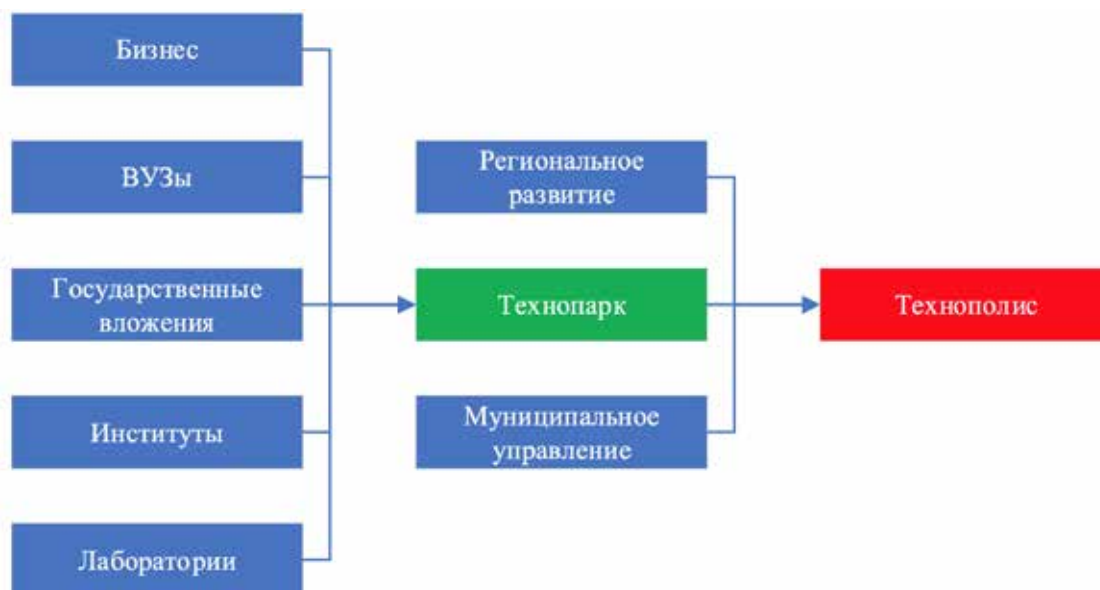 Бизнес
ВУЗы
Государственные
вложения
Институты
Лаборатории
Региональное
развитие
Технопарк
Муниципальное
управление
Технополис